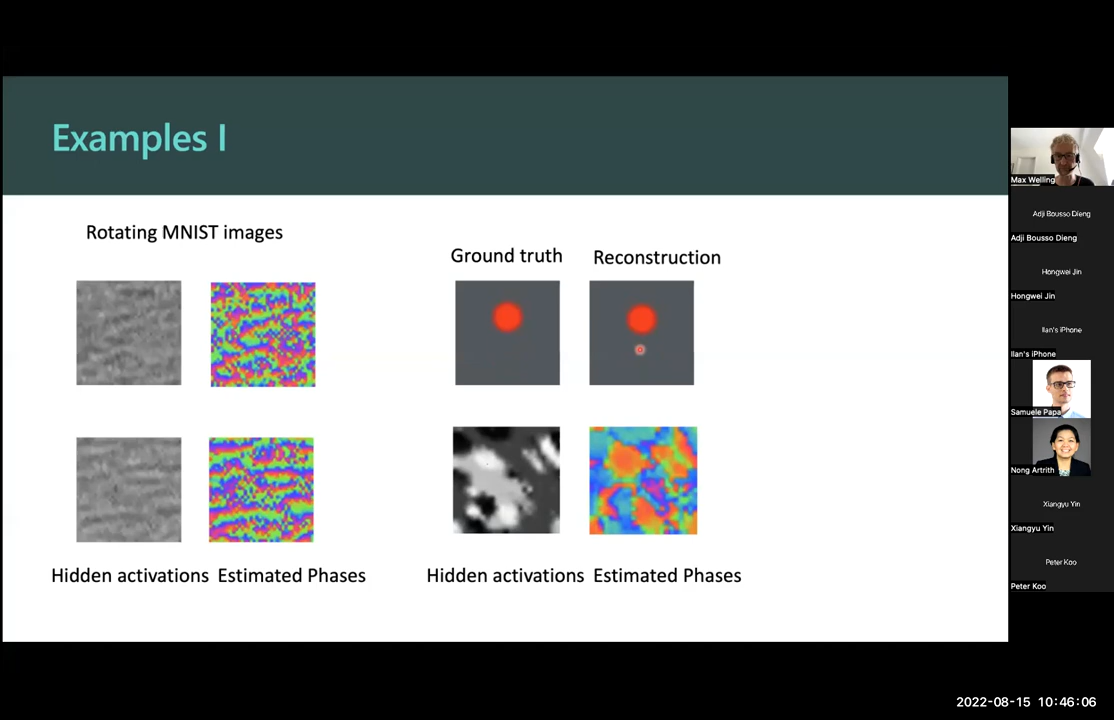 Examples I
Rotating MNIST images
Ground truth
Reconstruction
Hidden activations
Estimated Phases
Hidden activations
Estimated Phases
Max Welling
Adji Bousso Dieng
Adji Bousso Dieng
Hongwei Jin
Hongwei Jin
Ilan's iPhone
Ilan's iPhone
Samuele Papa
Nong Artrith
Xiangyu Yin
Xiangyu Yin
Peter Koo
Peter Koo
2022-08-15 10:46:06